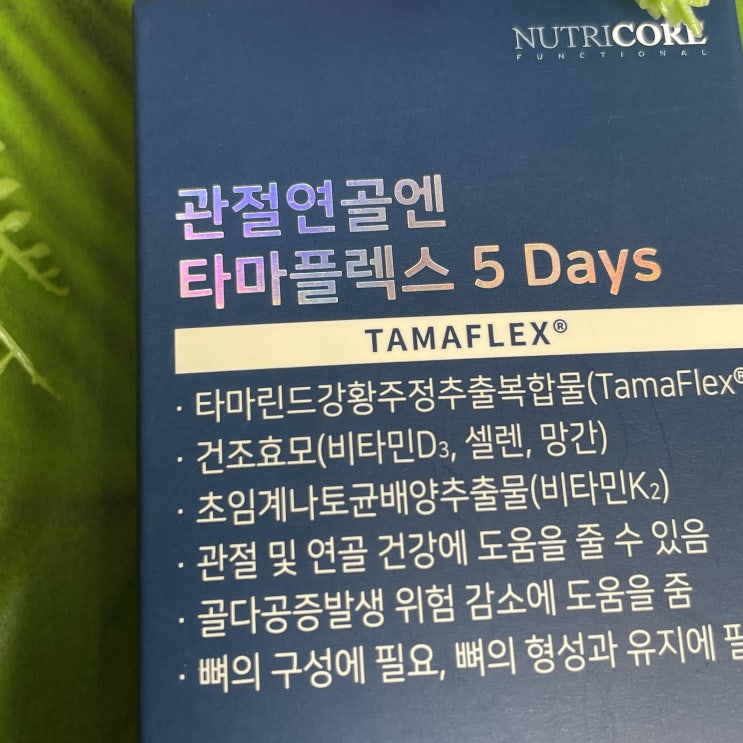 NUTRICORE
FUNCTIONAL
관절연골엔
타마플렉스 5 Days
TAMAFLEX®
· 타마린드강황주정추출복합물(TamaFlex®
· 건조효모(비타민D₃, 셀렌, 망간)
· 초임계나토균배양추출물(비타민K₂)
· 관절 및 연골 건강에 도움을 줄 수 있음
· 골다공증발생 위험 감소에 도움을 줌
· 뼈의 구성에 필요, 뼈의 형성과 유지에 필